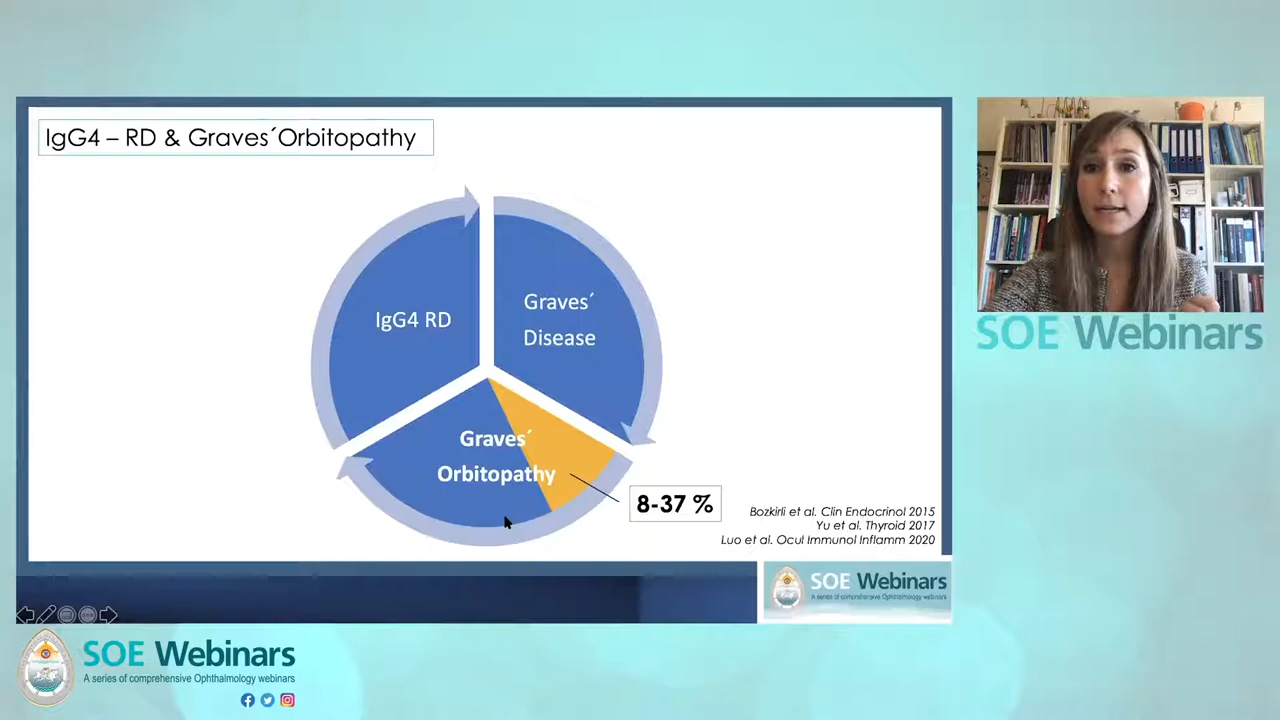 IgG4 – RD & Graves´Orbitopathy
IgG4 RD
Graves´
Disease
Graves´
Orbitopathy
8-37 %
Bozkirli et al. Clin Endocrinol 2015
Yu et al. Thyroid 2017
Luo et al. Ocul Immunol Inflamm 2020
SOE Webinars
SOE Webinars
A series of comprehensive Ophthalmology webinars
SOE Webinars
A series of comprehensive Ophthalmology webinars